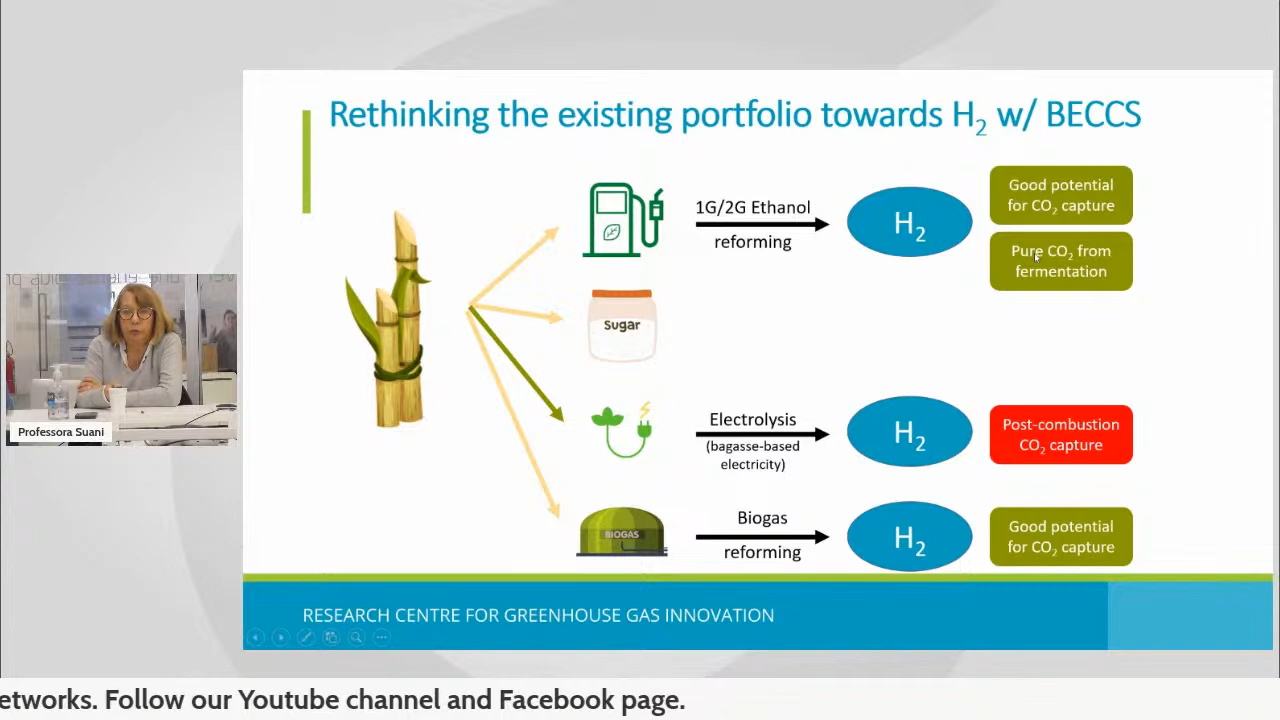 Rethinking the existing portfolio towards H₂ w/ BECCS
1G/2G Ethanol
reforming
H₂
Good potential
for CO₂ capture
Pure CO₂ from
fermentation
Sugar
Electrolysis
(bagasse-based
electricity)
H₂
Post-combustion
CO₂ capture
BIOGAS
Biogas
reforming
H₂
Good potential
for CO₂ capture
RESEARCH CENTRE FOR GREENHOUSE GAS INNOVATION
Professora Suani
etworks. Follow our Youtube channel and Facebook page.